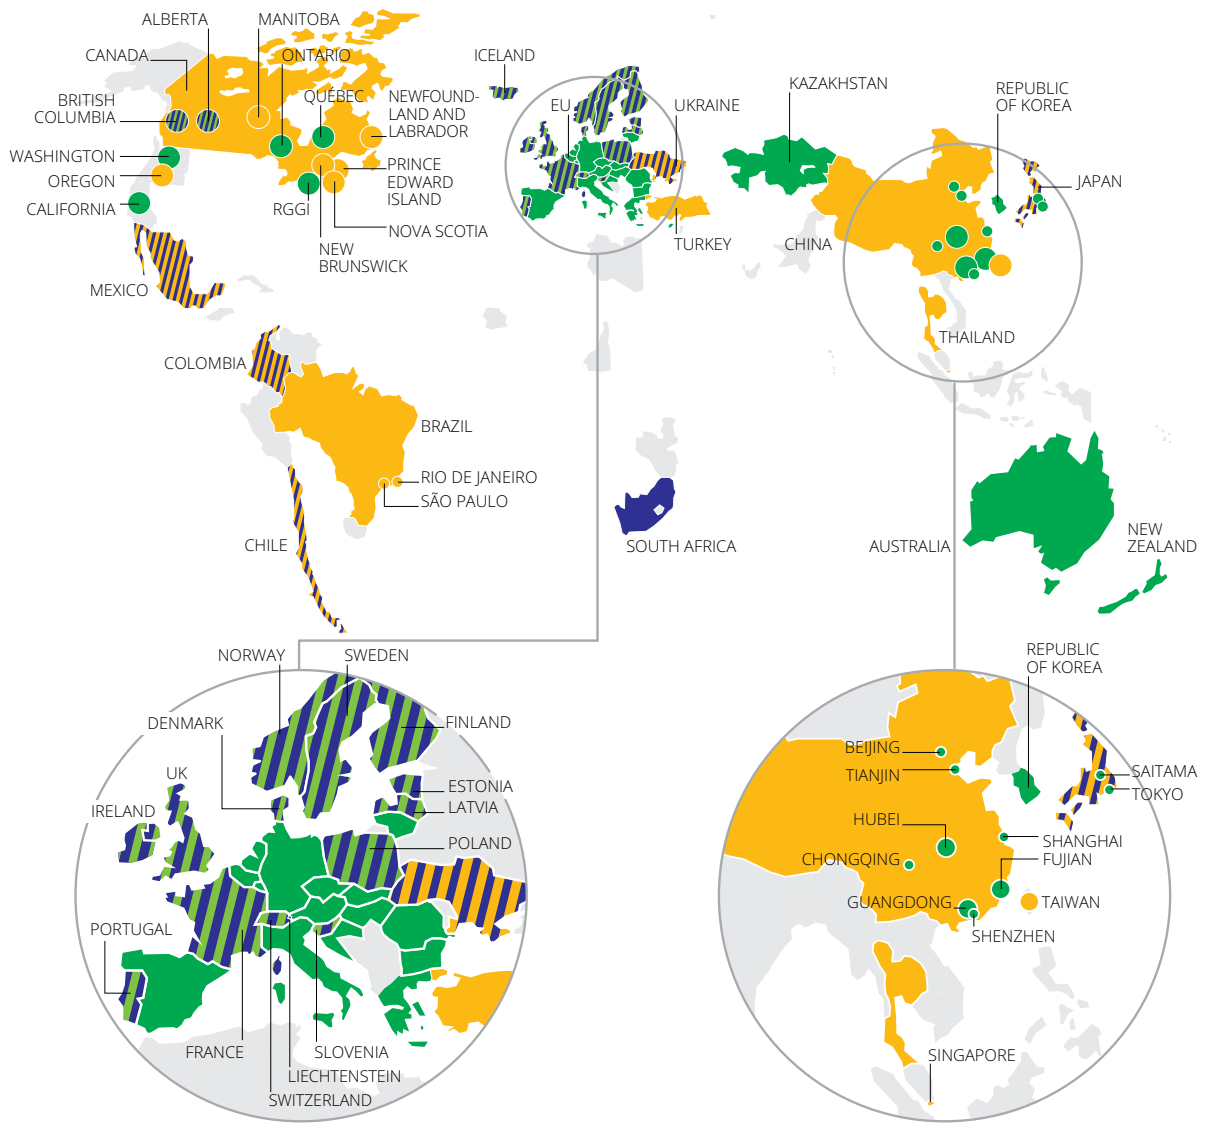 ALBERTA
MANITOBA
CANADA
ONTARIO
ICELAND
BRITISH
COLUMBIA
QUÉBEC
NEWFOUND-
LAND AND
LABRADOR
EU
UKRAINE
KAZAKHSTAN
REPUBLIC
OF KOREA
WASHINGTON
OREGON
CALIFORNIA
RGGI
PRINCE
EDWARD
ISLAND
NOVA SCOTIA
NEW
BRUNSWICK
TURKEY
CHINA
JAPAN
MEXICO
THAILAND
COLOMBIA
BRAZIL
RIO DE JANEIRO
SÃO PAULO
CHILE
SOUTH AFRICA
AUSTRALIA
NEW
ZEALAND
NORWAY
SWEDEN
DENMARK
FINLAND
UK
IRELAND
ESTONIA
LATVIA
POLAND
PORTUGAL
FRANCE
SLOVENIA
LIECHTENSTEIN
SWITZERLAND
REPUBLIC
OF KOREA
BEIJING
TIANJIN
SAITAMA
TOKYO
HUBEI
SHANGHAI
FUJIAN
CHONGQING
GUANGDONG
TAIWAN
SHENZHEN
SINGAPORE